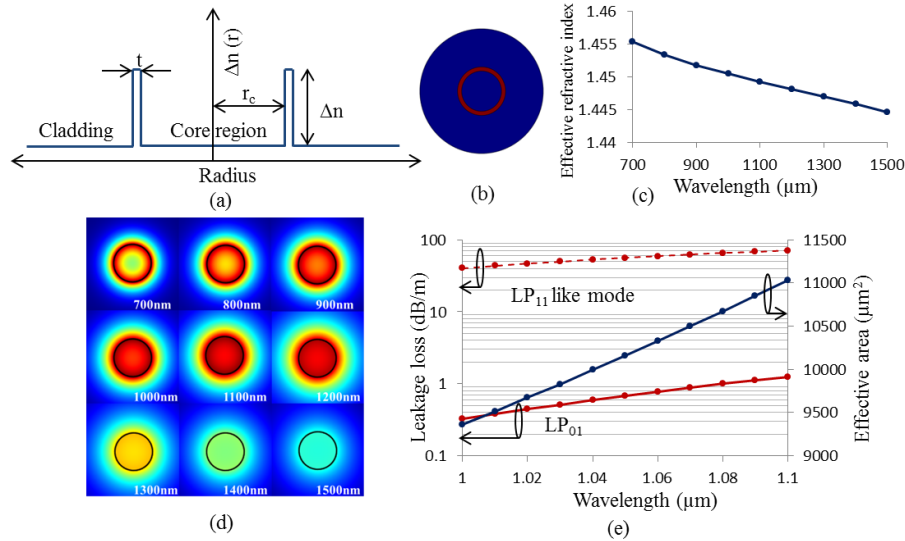 Δn (r)
t
r_c
Δn
Cladding
Core region
Radius
(a)
(b)
Effective refractive index
1.46
1.455
1.45
1.445
1.44
700 900 1100 1300 1500
Wavelength (µm)
(c)
700nm 800nm 900nm
1000nm 1100nm 1200nm
1300nm 1400nm 1500nm
(d)
Leakage loss (dB/m)
100
10
1
0.1
LP₁₁ like mode
LP₀₁
11500
11000
10500
10000
9500
9000
Effective area (µm²)
1 1.02 1.04 1.06 1.08 1.1
Wavelength (µm)
(e)